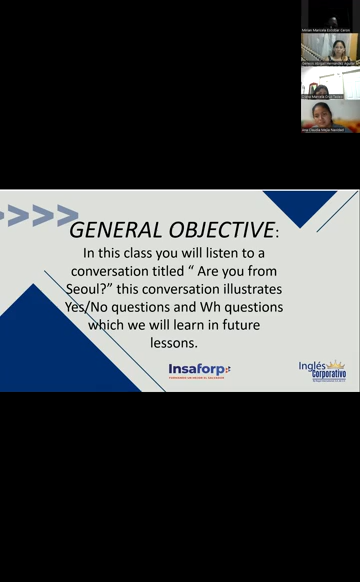 GENERAL OBJECTIVE:
In this class you will listen to a
conversation titled “ Are you from
Seoul?” this conversation illustrates
Yes/No questions and Wh questions
which we will learn in future
lessons.
Insaforp
Inglés
Corporativo